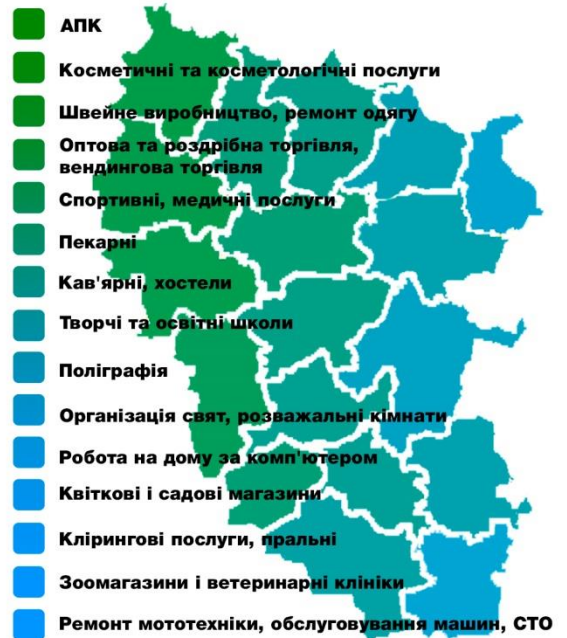 АПК
Косметичні та косметологічні послуги
Швейне виробництво, ремонт одягу
Оптова та роздрібна торгівля,
вендингова торгівля
Спортивні, медичні послуги
Пекарні
Кав'ярні, хостели
Творчі та освітні школи
Поліграфія
Організація свят, розважальні кімнати
Робота на дому за комп'ютером
Квіткові і садові магазини
Клірингові послуги, пральні
Зоомагазини і ветеринарні клініки
Ремонт мототехніки, обслуговування машин, СТО